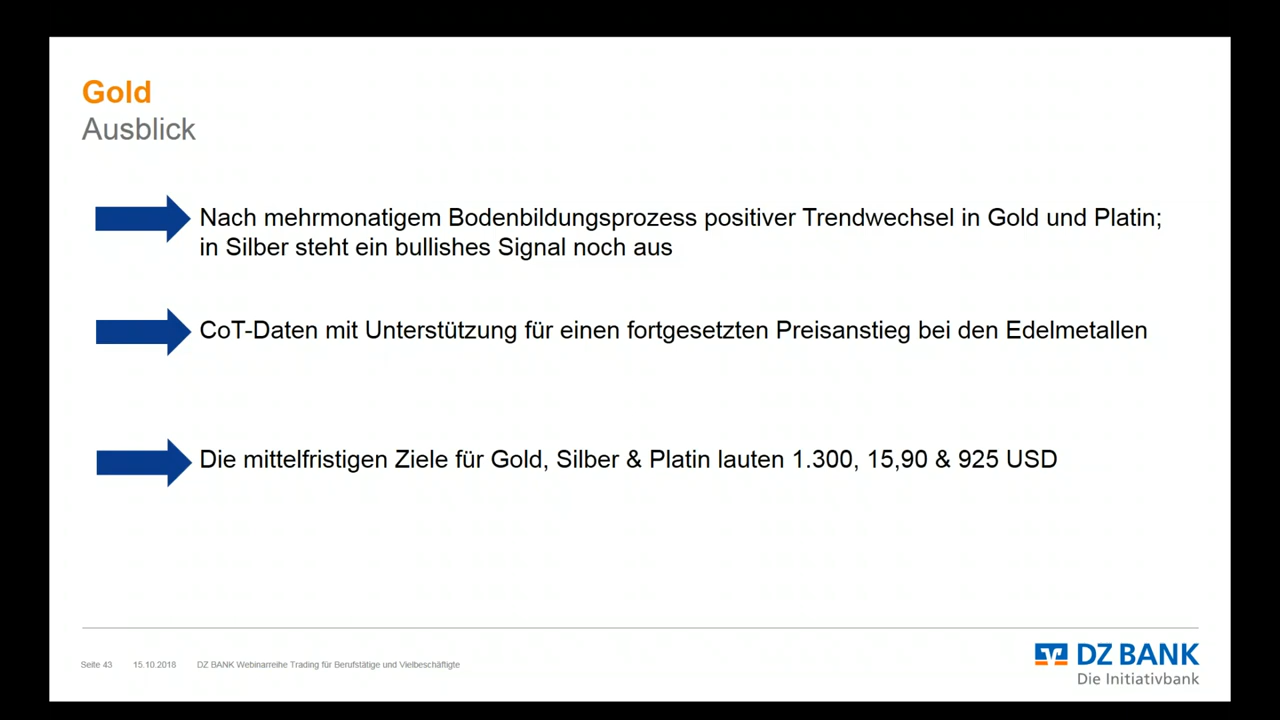 Gold
Ausblick
Nach mehrmonatigem Bodenbildungsprozess positiver Trendwechsel in Gold und Platin;
in Silber steht ein bullishes Signal noch aus
CoT-Daten mit Unterstützung für einen fortgesetzten Preisanstieg bei den Edelmetallen
Die mittelfristigen Ziele für Gold, Silber & Platin lauten 1.300, 15,90 & 925 USD
Seite 43 15.10.2018 DZ BANK Webinarreihe Trading für Berufstätige und Vielbeschäftigte
DZ BANK
Die Initiativbank